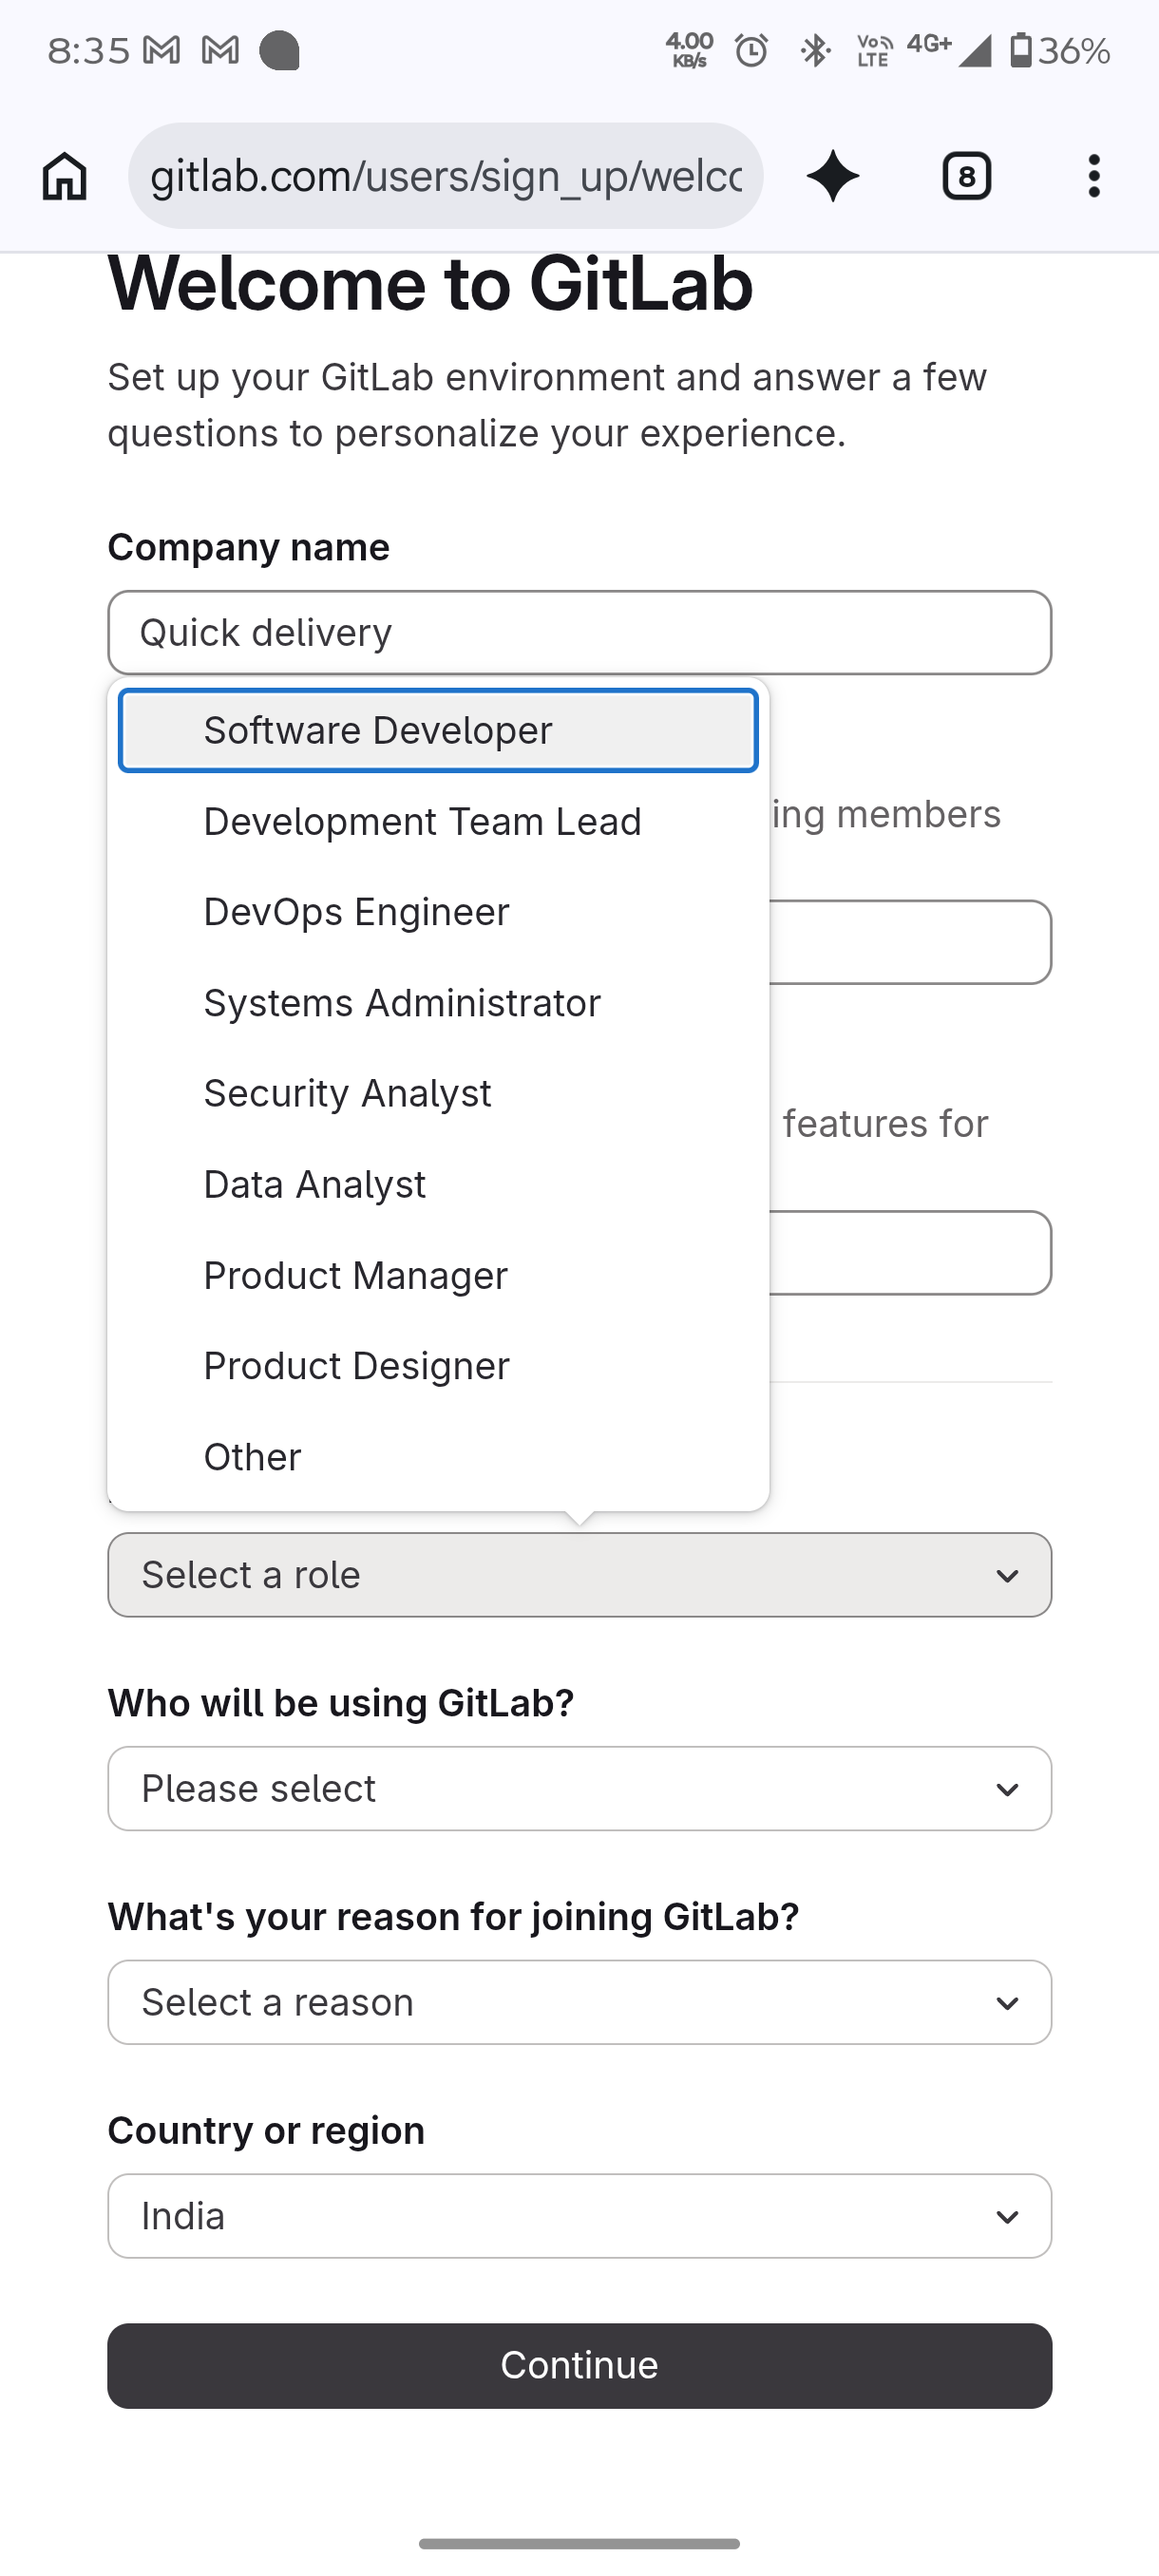 8:35
4.00
KB/s
Vo
LTE
4G+
36%
gitlab.com/users/sign_up/welcc
8
Welcome to GitLab
Set up your GitLab environment and answer a few
questions to personalize your experience.
Company name
Quick delivery
Software Developer
Development Team Lead
ing members
DevOps Engineer
Systems Administrator
Security Analyst
features for
Data Analyst
Product Manager
Product Designer
Other
Select a role
Who will be using GitLab?
Please select
What's your reason for joining GitLab?
Select a reason
Country or region
India
Continue